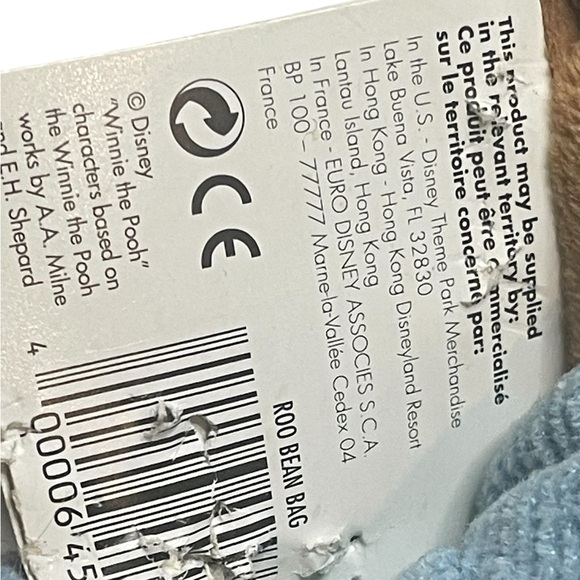 This product may be supplied
in the relevant territory by:
Ce produit peut être commercialisé
sur le territoire concerné par:
In the U.S. - Disney Theme Park Merchandise
Lake Buena Vista, FL 32830
In Hong Kong - Hong Kong Disneyland Resort
Lantau Island, Hong Kong
In France - EURO DISNEY ASSOCIES S.C.A.
BP 100 - 77777 Marne-la-Vallée Cedex 04
France
CE
© Disney
"Winnie the Pooh"
characters based on
the Winnie the Pooh
works by A.A. Milne
and E.H. Shepard
ROO BEAN BAG
4 00006 45